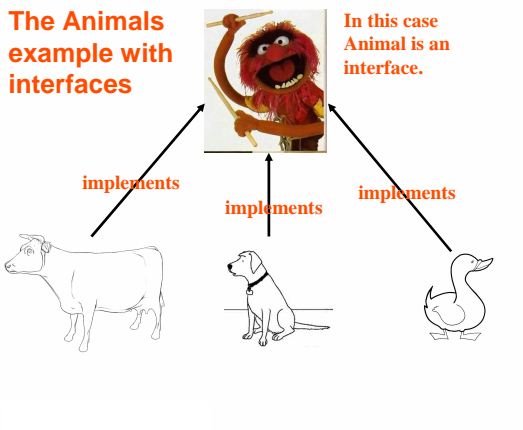 The Animals
example with
interfaces
In this case
Animal is an
interface.
implements
implements
implements